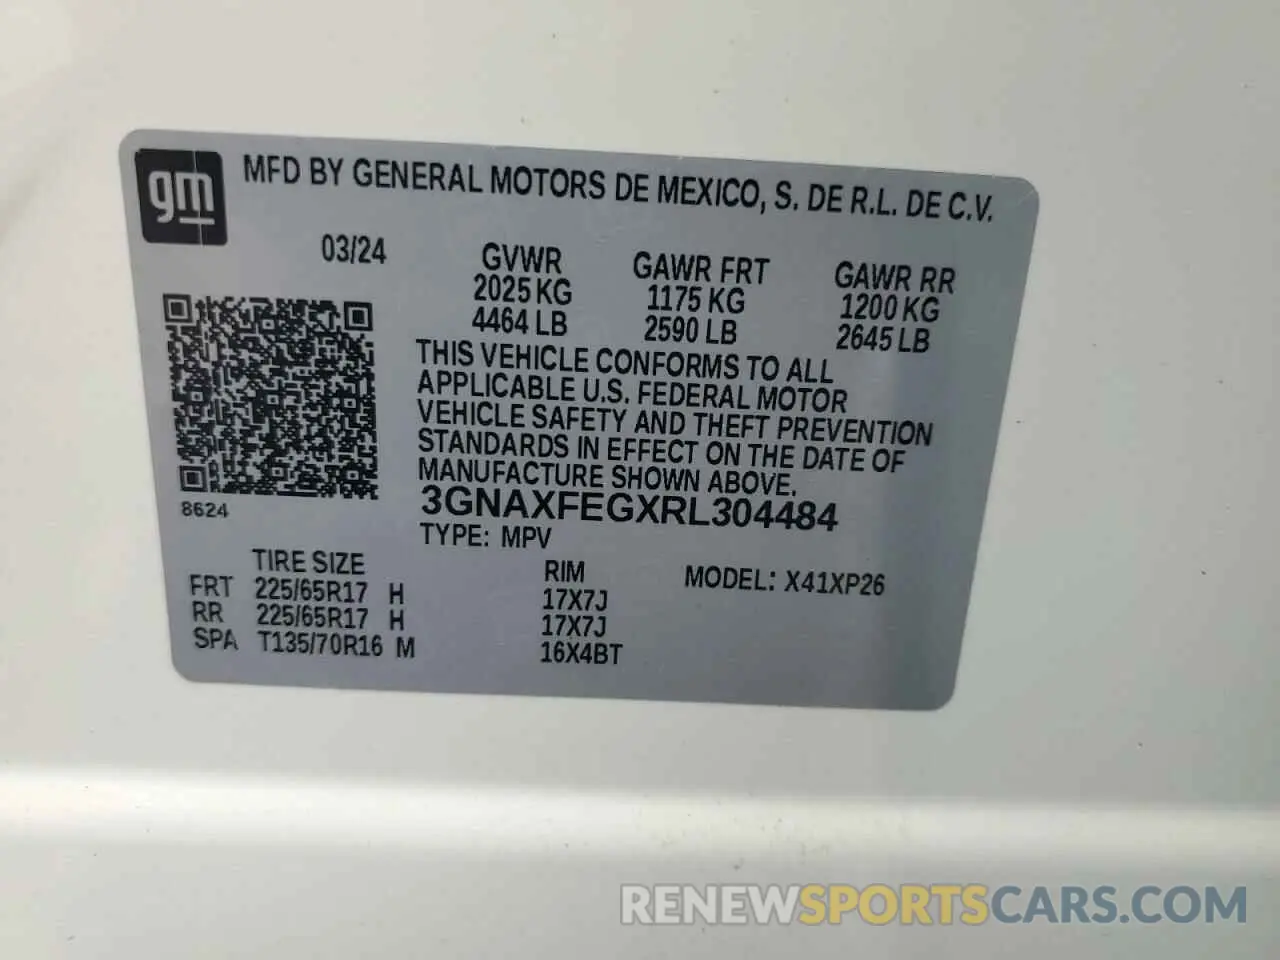 gm
MFD BY GENERAL MOTORS DE MEXICO, S. DE R.L. DE C.V.
03/24
GVWR
2025 KG
4464 LB
GAWR FRT
1175 KG
2590 LB
GAWR RR
1200 KG
2645 LB
THIS VEHICLE CONFORMS TO ALL
APPLICABLE U.S. FEDERAL MOTOR
VEHICLE SAFETY AND THEFT PREVENTION
STANDARDS IN EFFECT ON THE DATE OF
MANUFACTURE SHOWN ABOVE.
3GNAXFEGXRL304484
8624
TYPE: MPV
TIRE SIZE RIM MODEL: X41XP26
FRT 225/65R17 H 17X7J
RR 225/65R17 H 17X7J
SPA T135/70R16 M 16X4BT
RENEWSPORTSCARS.COM